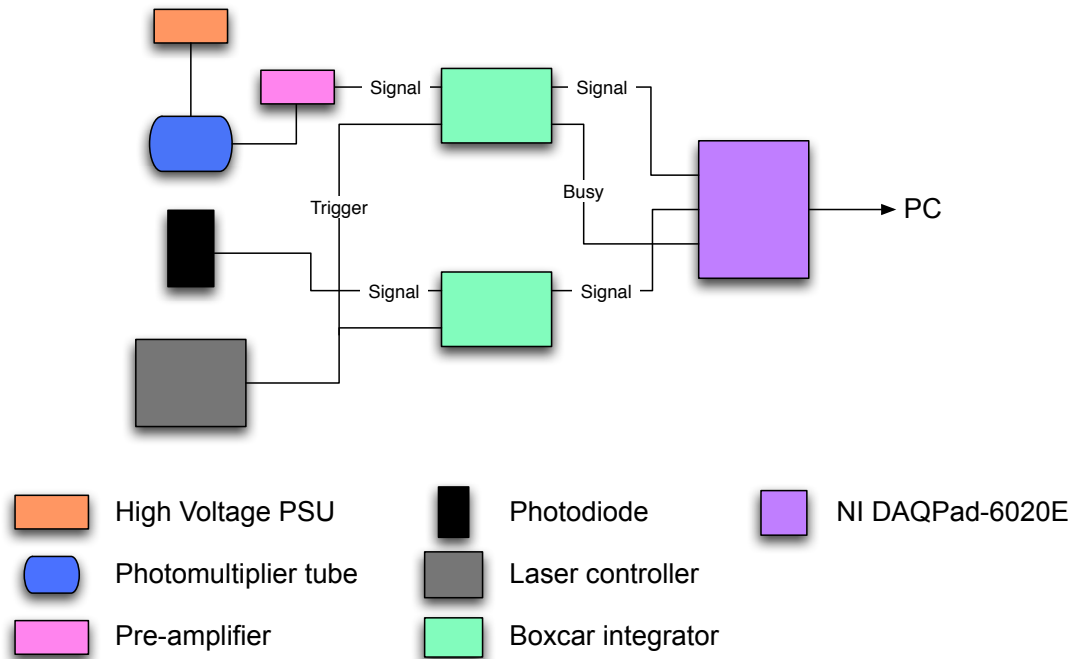 Signal
Signal
Busy
Trigger
PC
Signal
Signal
High Voltage PSU
Photodiode
NI DAQPad-6020E
Photomultiplier tube
Laser controller
Pre-amplifier
Boxcar integrator